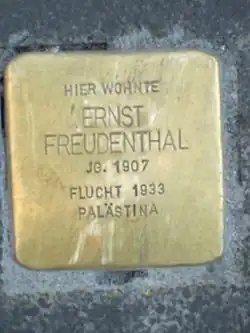 HIER WOHNTE
ERNST
FREUDENTHAL
JG. 1907
FLUCHT 1933
PALÄSTINA